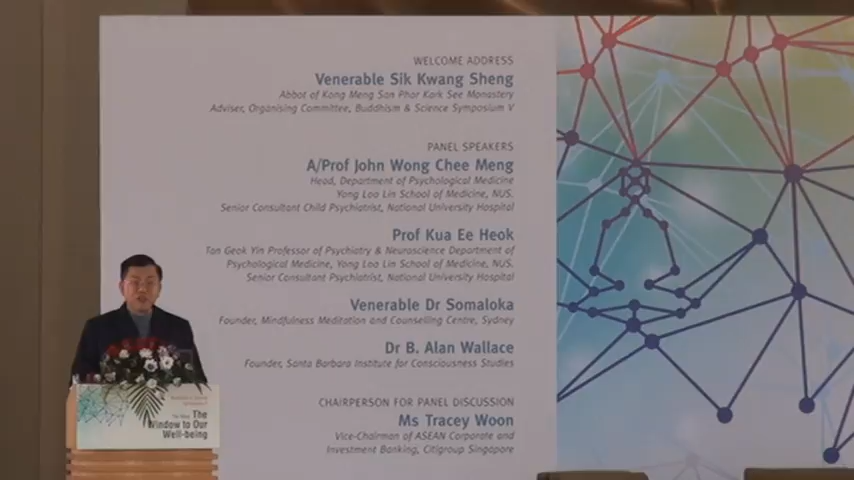 WELCOME ADDRESS
Venerable Sik Kwang Sheng
Abbot of Kong Meng San Phor Kark See Monastery
Adviser, Organising Committee, Buddhism & Science Symposium V
PANEL SPEAKERS
A/Prof John Wong Chee Meng
Head, Department of Psychological Medicine
Yong Loo Lin School of Medicine, NUS.
Senior Consultant Child Psychiatrist, National University Hospital
Prof Kua Ee Heok
Tan Geok Yin Professor of Psychiatry & Neuroscience Department of
Psychological Medicine, Yong Loo Lin School of Medicine, NUS.
Senior Consultant Psychiatrist, National University Hospital
Venerable Dr Somaloka
Founder, Mindfulness Meditation and Counselling Centre, Sydney
Dr B. Alan Wallace
Founder, Santa Barbara Institute for Consciousness Studies
CHAIRPERSON FOR PANEL DISCUSSION
Ms Tracey Woon
Vice-Chairman of ASEAN Corporate and
Investment Banking, Citigroup Singapore
The
Window to Our
Well-being